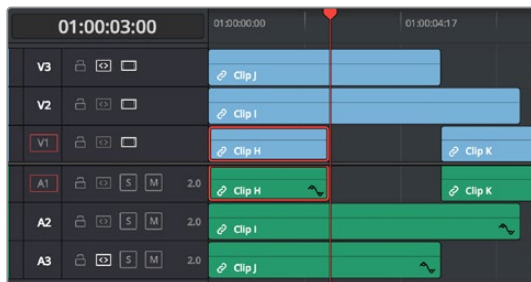 01:00:03:00 01:00:00:00 01:00:04:17
V3 Clip J
V2 Clip I
V1 Clip H Clip K
A1 S M 2.0 Clip H Clip K
A2 S M 2.0 Clip I
A3 S M 2.0 Clip J